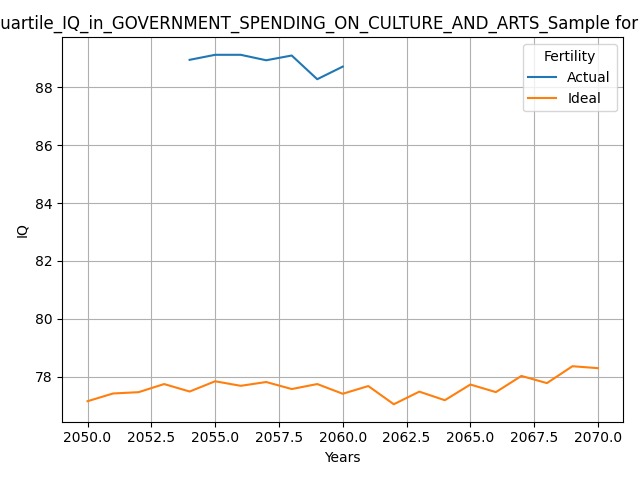 uartile_IQ_in_GOVERNMENT_SPENDING_ON_CULTURE_AND_ARTS_Sample for
Fertility
Actual
Ideal
88
86
84
82
80
78
IQ
2050.0 2052.5 2055.0 2057.5 2060.0 2062.5 2065.0 2067.5 2070.0
Years